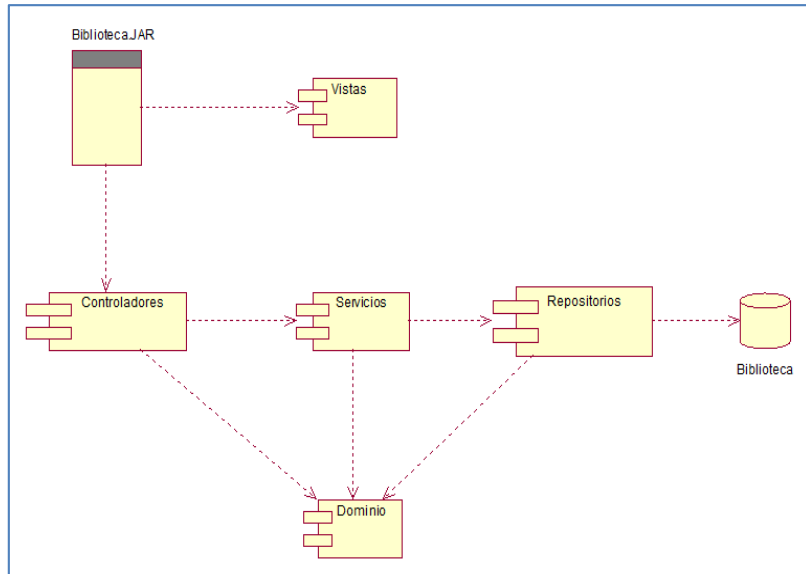 Biblioteca.JAR
Vistas
Controladores
Servicios
Repositorios
Biblioteca
Dominio